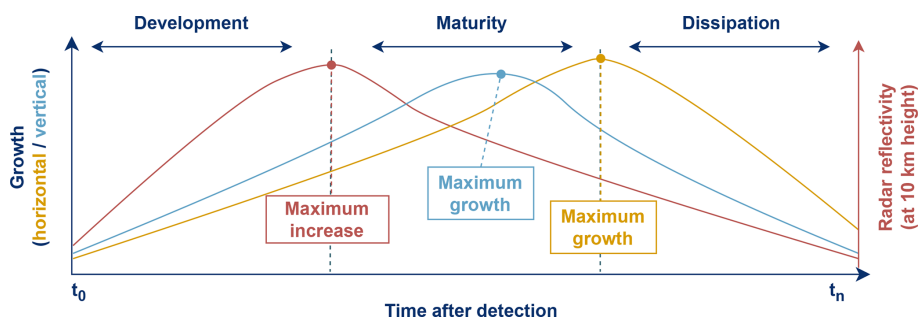 Development
Maturity
Dissipation
Growth
(horizontal / vertical)
Radar reflectivity
(at 10 km height)
Maximum
increase
Maximum
growth
Maximum
growth
t0
tn
Time after detection